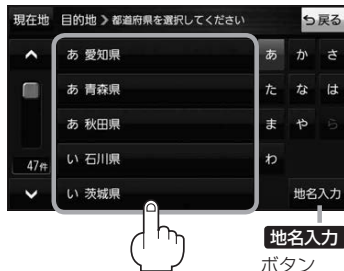 現在地 目的地 》都道府県を選択してください 戻る
あ 愛知県 あ か さ
あ 青森県 た な は
あ 秋田県 ま や ら
い 石川県 わ
47件
い 茨城県 地名入力
地名入力
ボタン